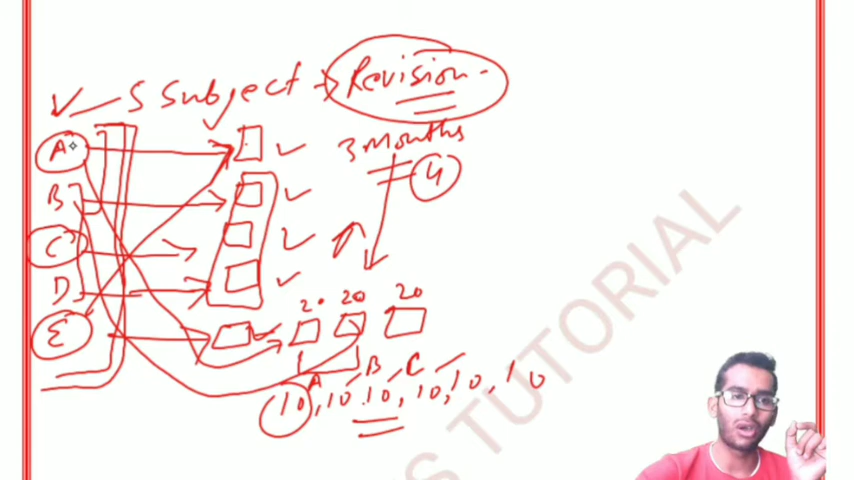 5 Subject → Revision.
3 Months
A
4
B
C
D
20 20 20
E
A B C
10, 10, 10, 10, 10, 10
S TUTORIAL